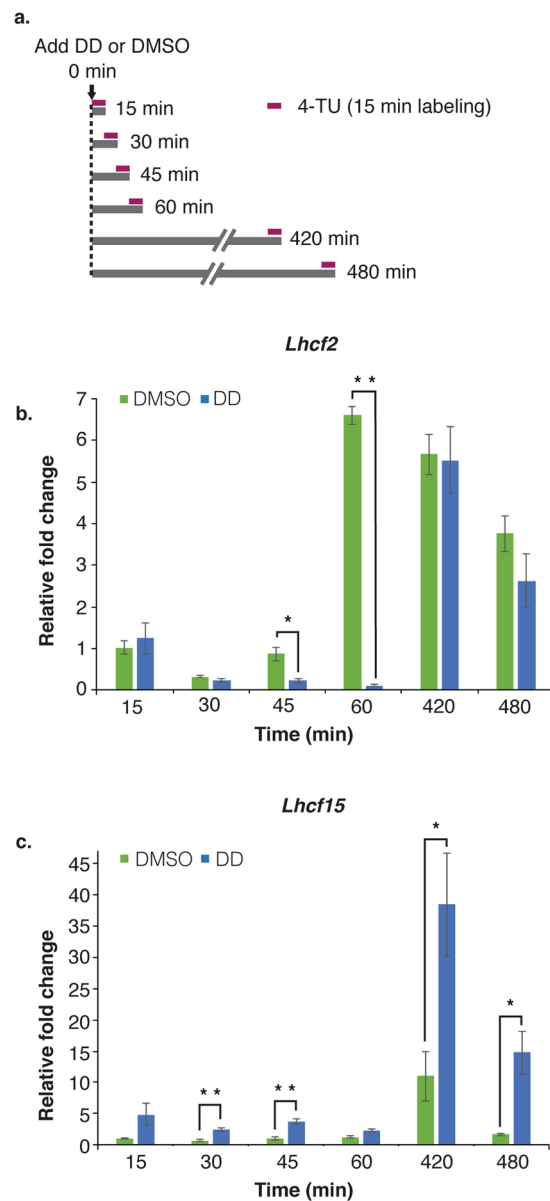 a.
Add DD or DMSO
0 min
15 min
4-TU (15 min labeling)
30 min
45 min
60 min
420 min
480 min
Lhcf2
b.
DMSO DD
* *
*
Relative fold change
7
6
5
4
3
2
1
0
15 30 45 60 420 480
Time (min)
Lhcf15
c.
DMSO DD
*
*
* * * *
Relative fold change
45
40
35
30
25
20
15
10
5
0
15 30 45 60 420 480
Time (min)